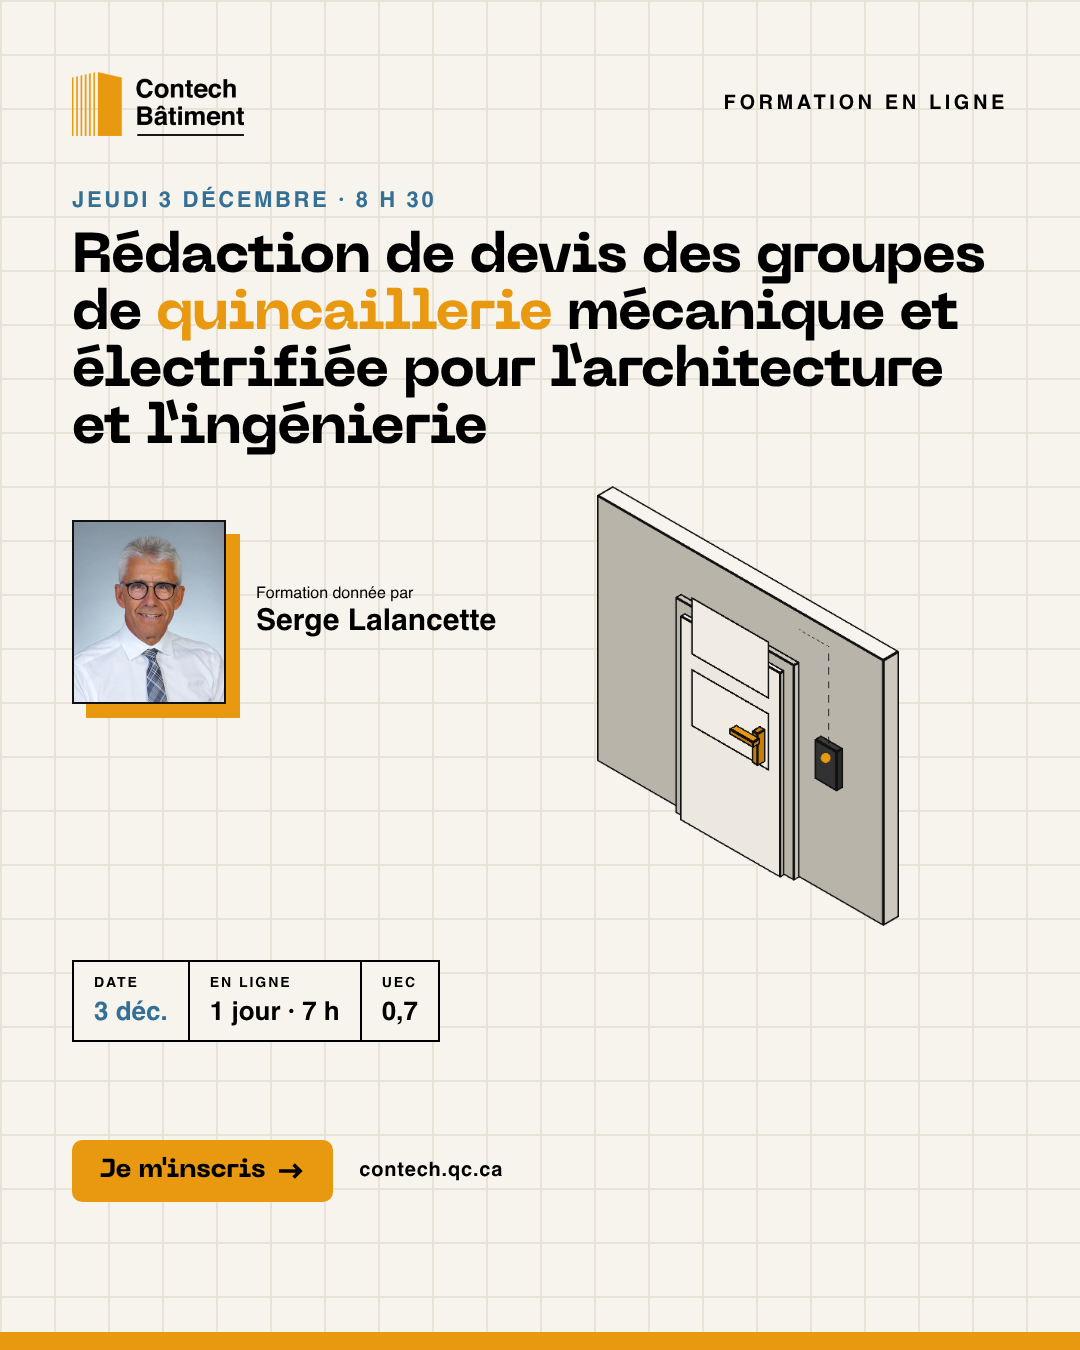 Contech
Bâtiment
FORMATION EN LIGNE
JEUDI 3 DÉCEMBRE · 8 H 30
Rédaction de devis des groupes
de quincaillerie mécanique et
électrifiée pour l'architecture
et l'ingénierie
Formation donnée par
Serge Lalancette
DATE
3 déc.
EN LIGNE
1 jour · 7 h
UEC
0,7
Je m'inscris →
contech.qc.ca